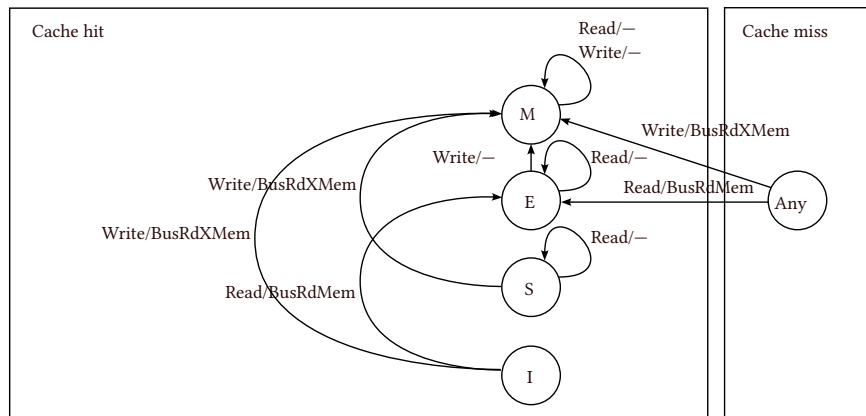 Cache hit
Cache miss
Read/—
Write/—
M
Write/BusRdXMem
Write/—
Read/—
Write/BusRdXMem
Read/BusRdMem
E
Any
Write/BusRdXMem
Read/—
Read/BusRdMem
S
I